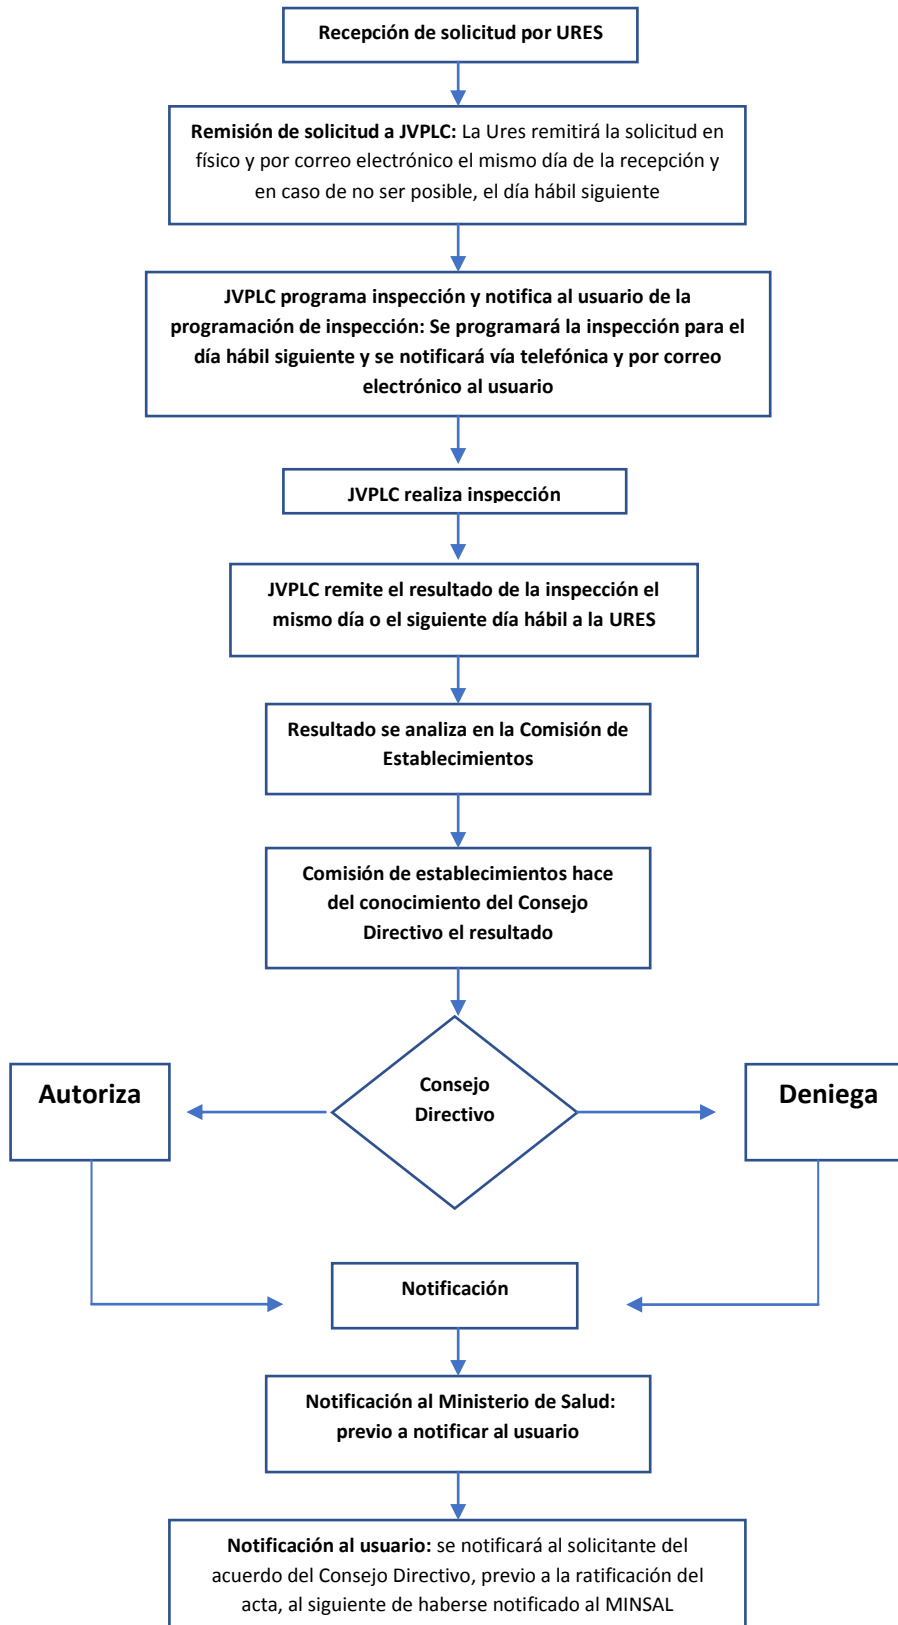 Recepción de solicitud por URES
Remisión de solicitud a JVPLC: La Ures remitirá la solicitud en
físico y por correo electrónico el mismo día de la recepción y
en caso de no ser posible, el día hábil siguiente
JVPLC programa inspección y notifica al usuario de la
programación de inspección: Se programará la inspección para el
día hábil siguiente y se notificará vía telefónica y por correo
electrónico al usuario
JVPLC realiza inspección
JVPLC remite el resultado de la inspección el
mismo día o el siguiente día hábil a la URES
Resultado se analiza en la Comisión de
Establecimientos
Comisión de establecimientos hace
del conocimiento del Consejo
Directivo el resultado
Consejo
Directivo
Autoriza
Deniega
Notificación
Notificación al Ministerio de Salud:
previo a notificar al usuario
Notificación al usuario: se notificará al solicitante del
acuerdo del Consejo Directivo, previo a la ratificación del
acta, al siguiente de haberse notificado al MINSAL